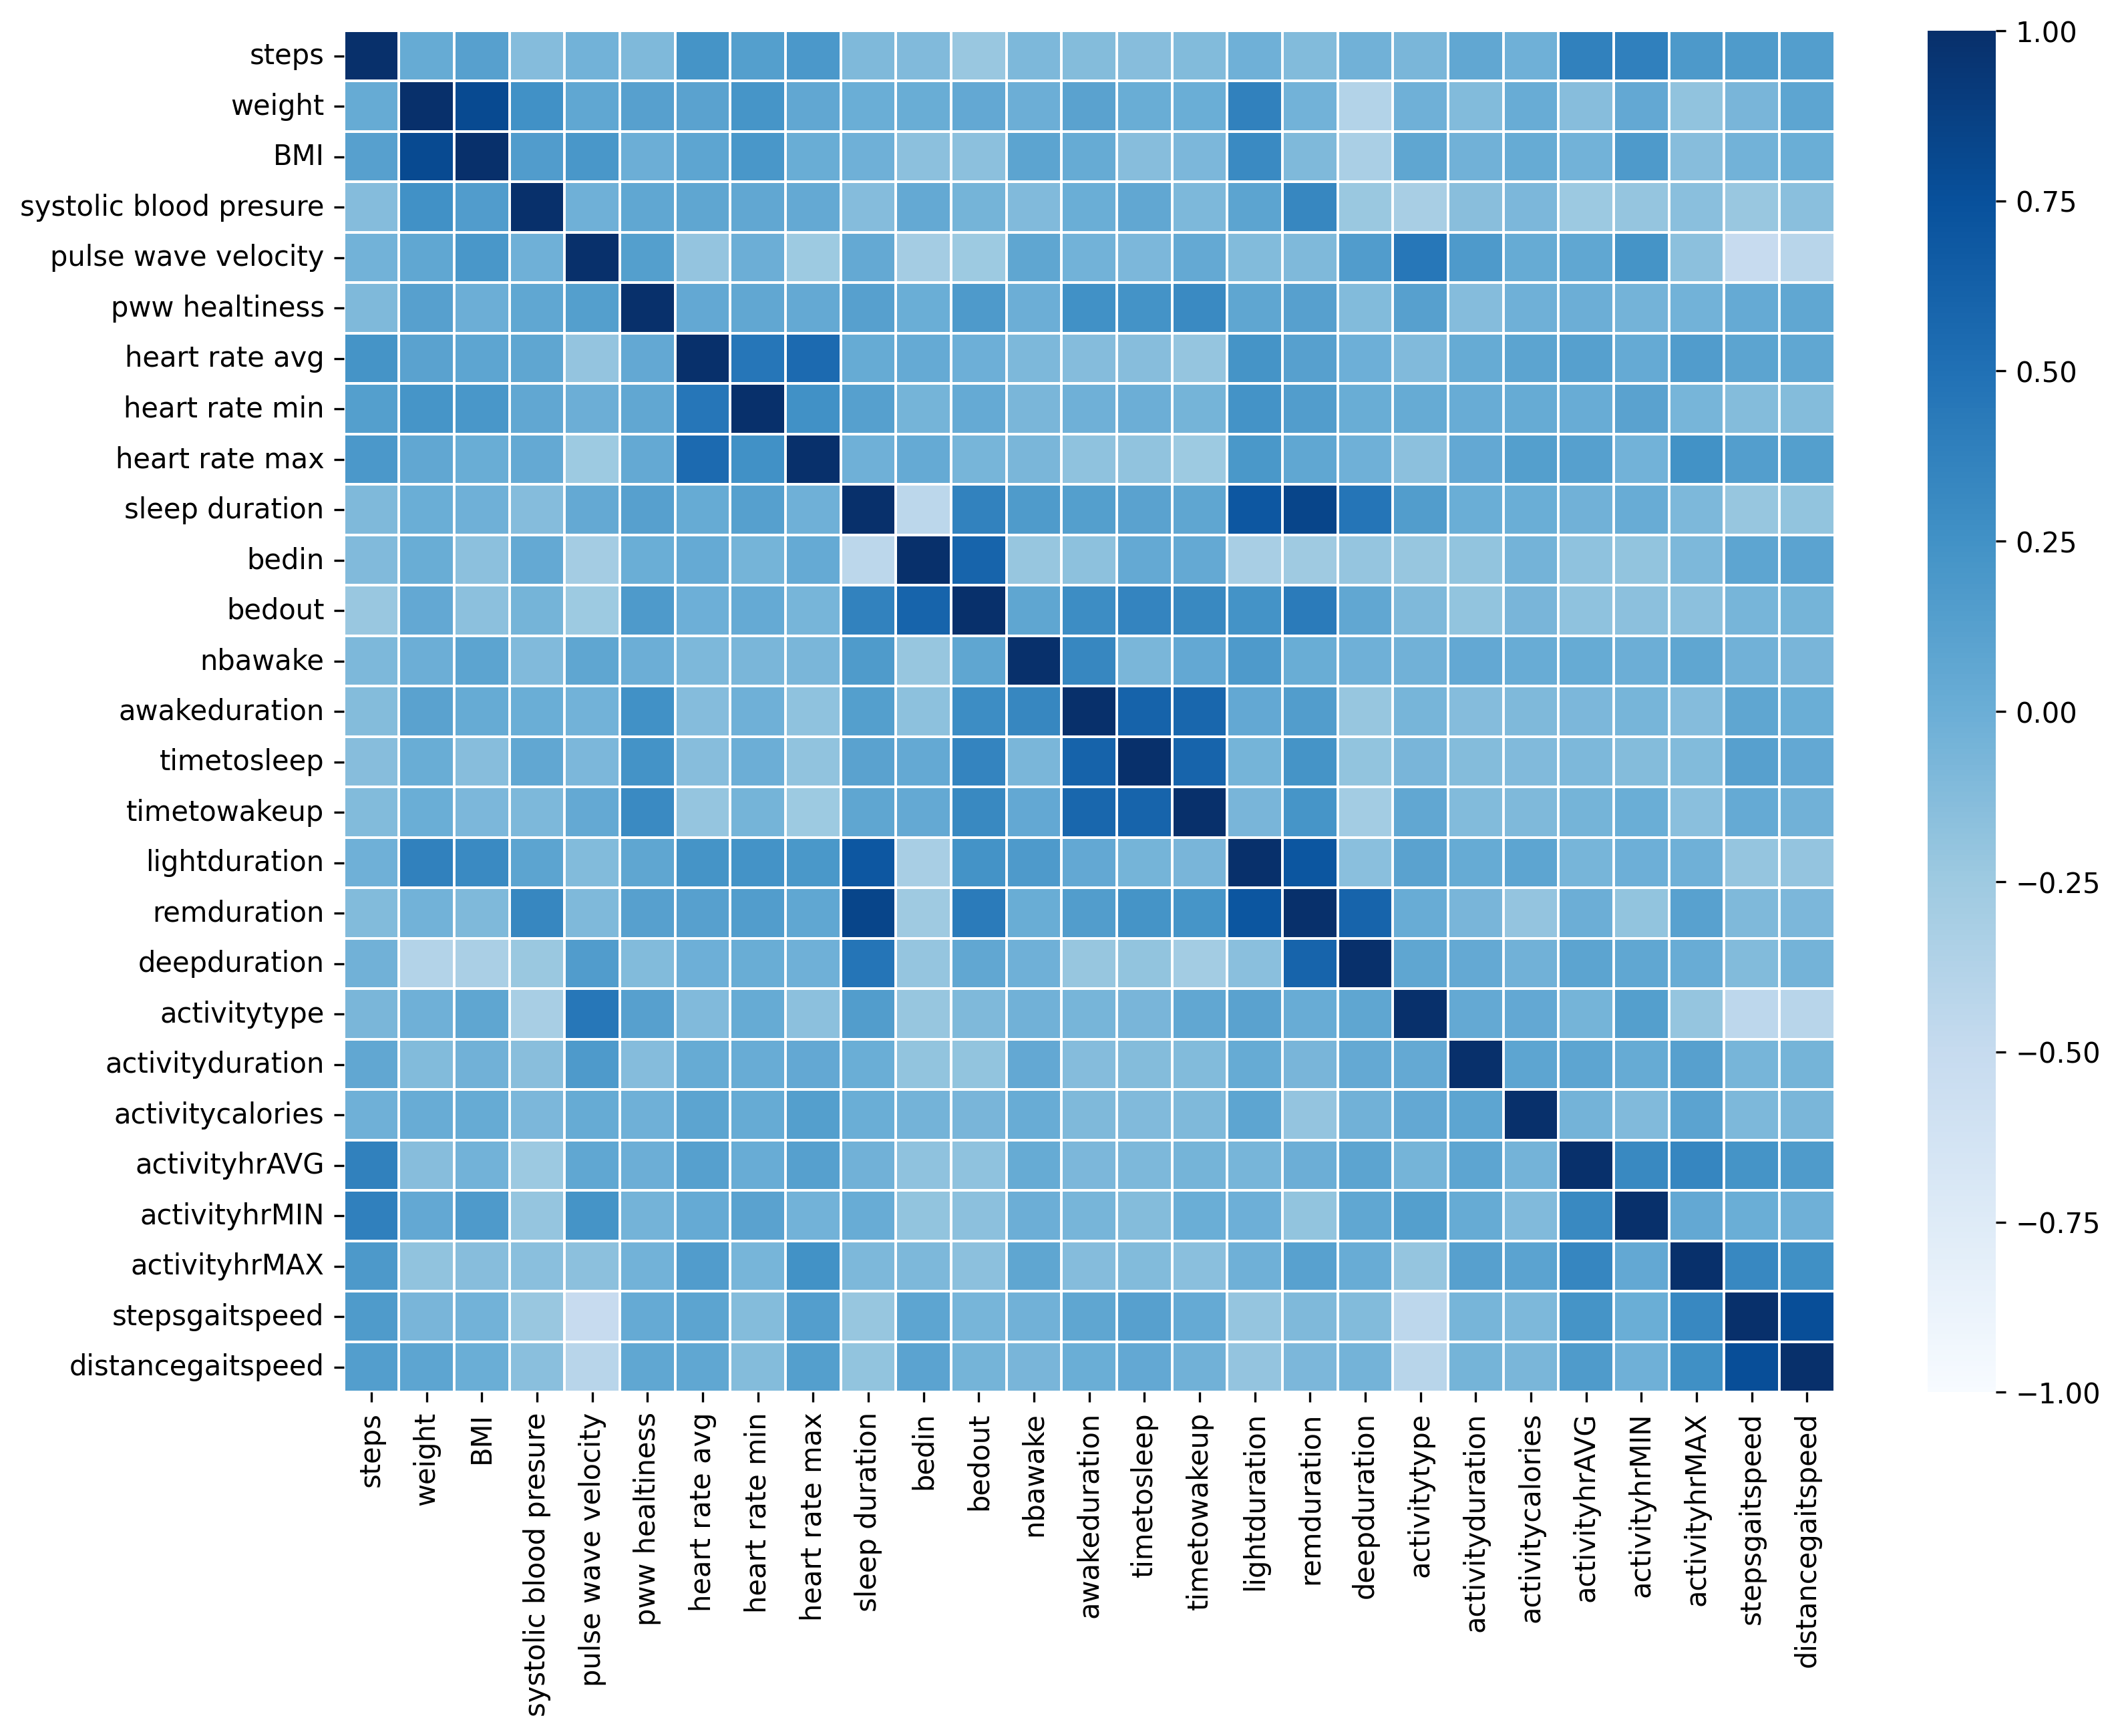 steps
weight
BMI
systolic blood presure
pulse wave velocity
pww healtiness
heart rate avg
heart rate min
heart rate max
sleep duration
bedin
bedout
nbawake
awakeduration
timetosleep
timetowakeup
lightduration
remduration
deepduration
activitytype
activityduration
activitycalories
activityhrAVG
activityhrMIN
activityhrMAX
stepsgaitspeed
distancegaitspeed
steps
weight
BMI
systolic blood presure
pulse wave velocity
pww healtiness
heart rate avg
heart rate min
heart rate max
sleep duration
bedin
bedout
nbawake
awakeduration
timetosleep
timetowakeup
lightduration
remduration
deepduration
activitytype
activityduration
activitycalories
activityhrAVG
activityhrMIN
activityhrMAX
stepsgaitspeed
distancegaitspeed
1.00
0.75
0.50
0.25
0.00
−0.25
−0.50
−0.75
−1.00